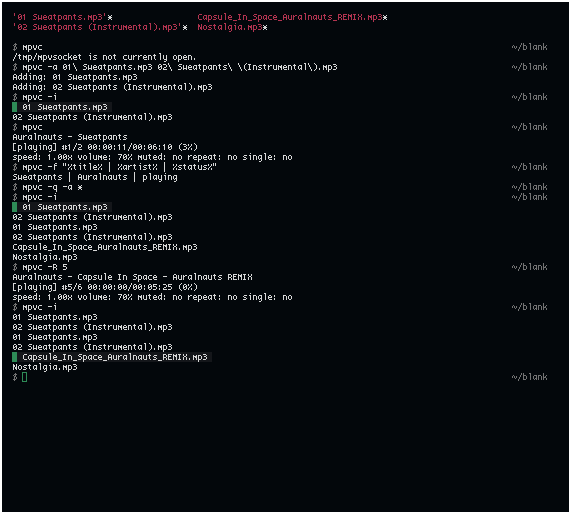 '01 Sweatpants.mp3'* Capsule_In_Space_Auralnauts_REMIX.mp3*
'02 Sweatpants (Instrumental).mp3'* Nostalgia.mp3*
$ mpvc ~/blank
/tmp/mpvsocket is not currently open.
$ mpvc -a 01\ Sweatpants.mp3 02\ Sweatpants\ \(Instrumental\).mp3 ~/blank
Adding: 01 Sweatpants.mp3
Adding: 02 Sweatpants (Instrumental).mp3
$ mpvc -i ~/blank
01 Sweatpants.mp3
02 Sweatpants (Instrumental).mp3
$ mpvc ~/blank
Auralnauts - Sweatpants
[playing] #1/2 00:00:11/00:06:10 (3%)
speed: 1.00x volume: 70% muted: no repeat: no single: no
$ mpvc -f "%title% | %artist% | %status%" ~/blank
Sweatpants | Auralnauts | playing
$ mpvc -q -a * ~/blank
$ mpvc -i ~/blank
01 Sweatpants.mp3
02 Sweatpants (Instrumental).mp3
01 Sweatpants.mp3
02 Sweatpants (Instrumental).mp3
Capsule_In_Space_Auralnauts_REMIX.mp3
Nostalgia.mp3
$ mpvc -R 5 ~/blank
Auralnauts - Capsule In Space - Auralnauts REMIX
[playing] #5/6 00:00:00/00:05:25 (0%)
speed: 1.00x volume: 70% muted: no repeat: no single: no
$ mpvc -i ~/blank
01 Sweatpants.mp3
02 Sweatpants (Instrumental).mp3
01 Sweatpants.mp3
02 Sweatpants (Instrumental).mp3
Capsule_In_Space_Auralnauts_REMIX.mp3
Nostalgia.mp3
$ ~/blank